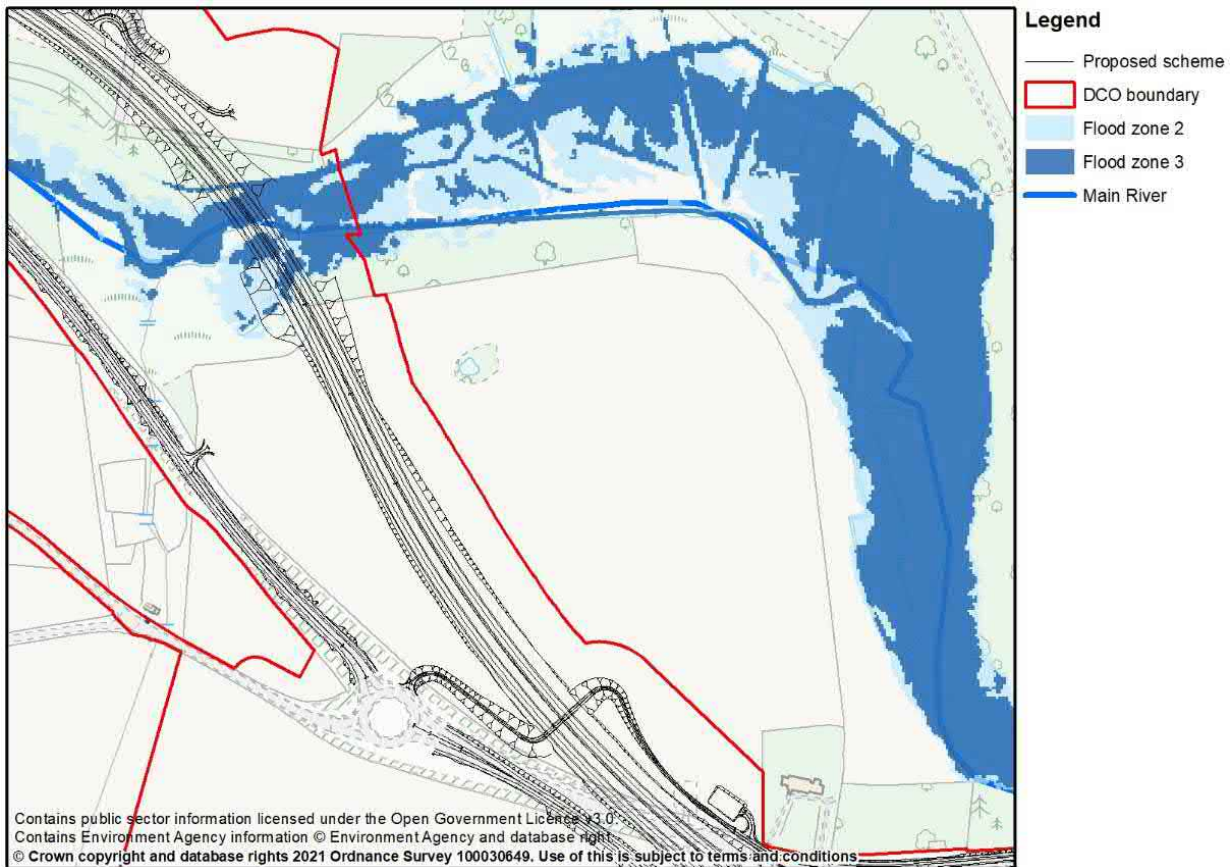 Legend
Proposed scheme
DCO boundary
Flood zone 2
Flood zone 3
Main River
Contains public sector information licensed under the Open Government Licence v3.0.
Contains Environment Agency information © Environment Agency and database right
© Crown copyright and database rights 2021 Ordnance Survey 100030649. Use of this is subject to terms and conditions